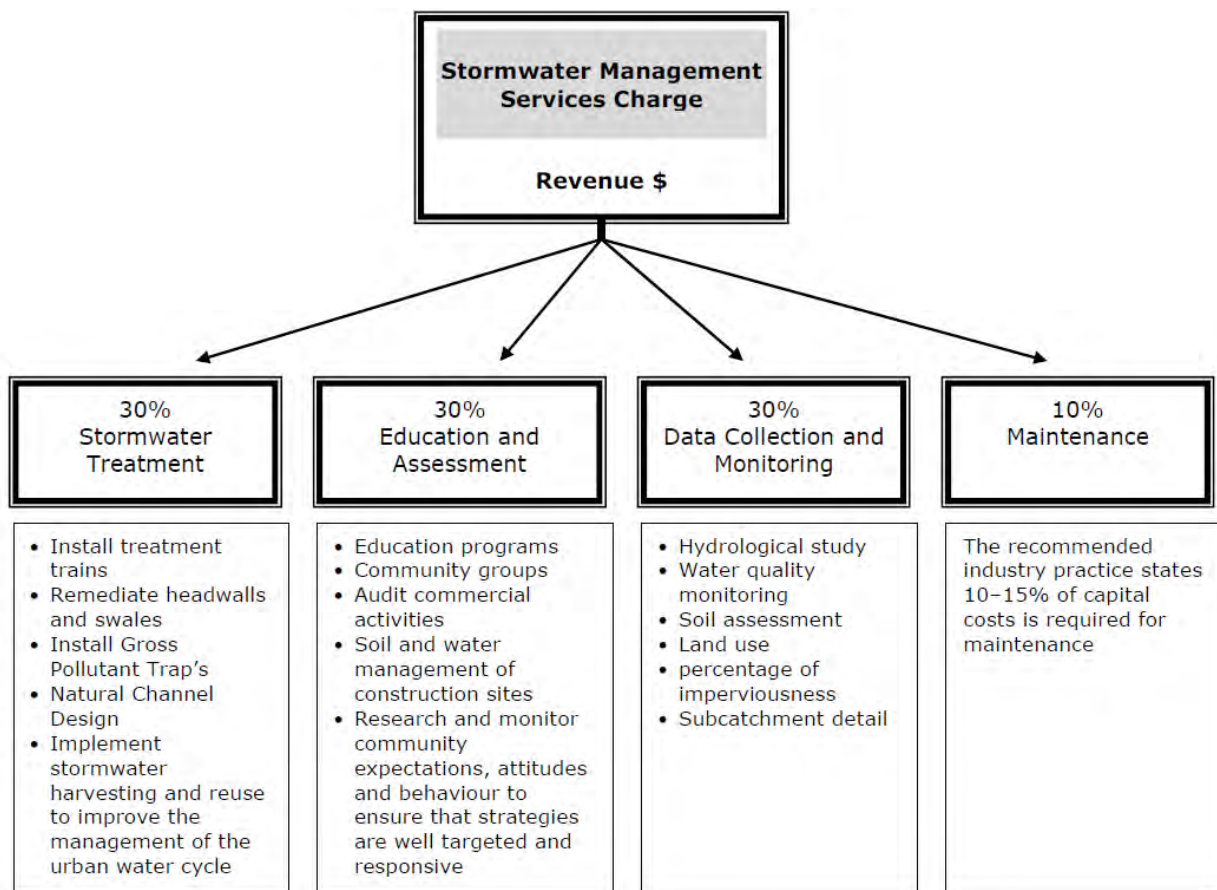 Stormwater Management
Services Charge
Revenue $
30%
Stormwater
Treatment
30%
Education and
Assessment
30%
Data Collection and
Monitoring
10%
Maintenance
• Install treatment
trains
• Remediate headwalls
and swales
• Install Gross
Pollutant Trap's
• Natural Channel
Design
• Implement
stormwater
harvesting and reuse
to improve the
management of the
urban water cycle
• Education programs
• Community groups
• Audit commercial
activities
• Soil and water
management of
construction sites
• Research and monitor
community
expectations, attitudes
and behaviour to
ensure that strategies
are well targeted and
responsive
• Hydrological study
• Water quality
monitoring
• Soil assessment
• Land use
• percentage of
imperviousness
• Subcatchment detail
The recommended
industry practice states
10–15% of capital
costs is required for
maintenance